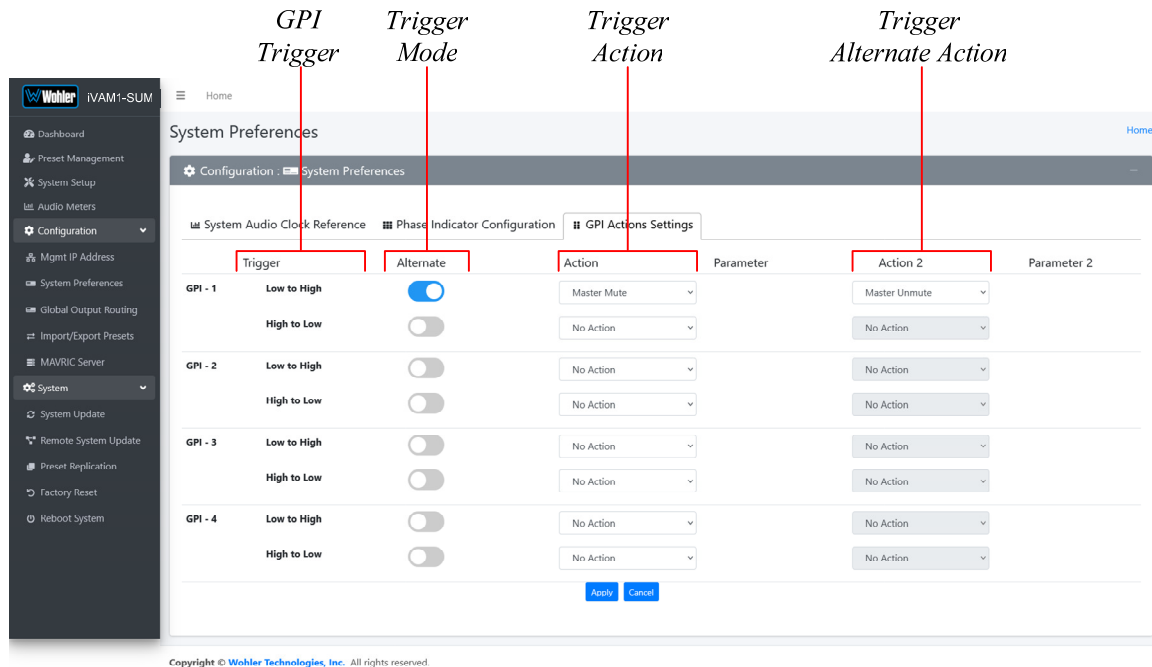 GPI Trigger Trigger Trigger
Trigger Mode Action Alternate Action
Wohler iVAM1-SUM
Home
Dashboard
Preset Management
System Setup
Audio Meters
Configuration
Mgmt IP Address
System Preferences
Global Output Routing
Import/Export Presets
MAVRIC Server
System
System Update
Remote System Update
Preset Replication
Factory Reset
Reboot System
System Preferences Home
Configuration : System Preferences
System Audio Clock Reference Phase Indicator Configuration GPI Actions Settings
Trigger Alternate Action Parameter Action 2 Parameter 2
GPI - 1 Low to High Master Mute Master Unmute
High to Low No Action No Action
GPI - 2 Low to High No Action No Action
High to Low No Action No Action
GPI - 3 Low to High No Action No Action
High to Low No Action No Action
GPI - 4 Low to High No Action No Action
High to Low No Action No Action
Apply Cancel
Copyright © Wohler Technologies, Inc. All rights reserved.